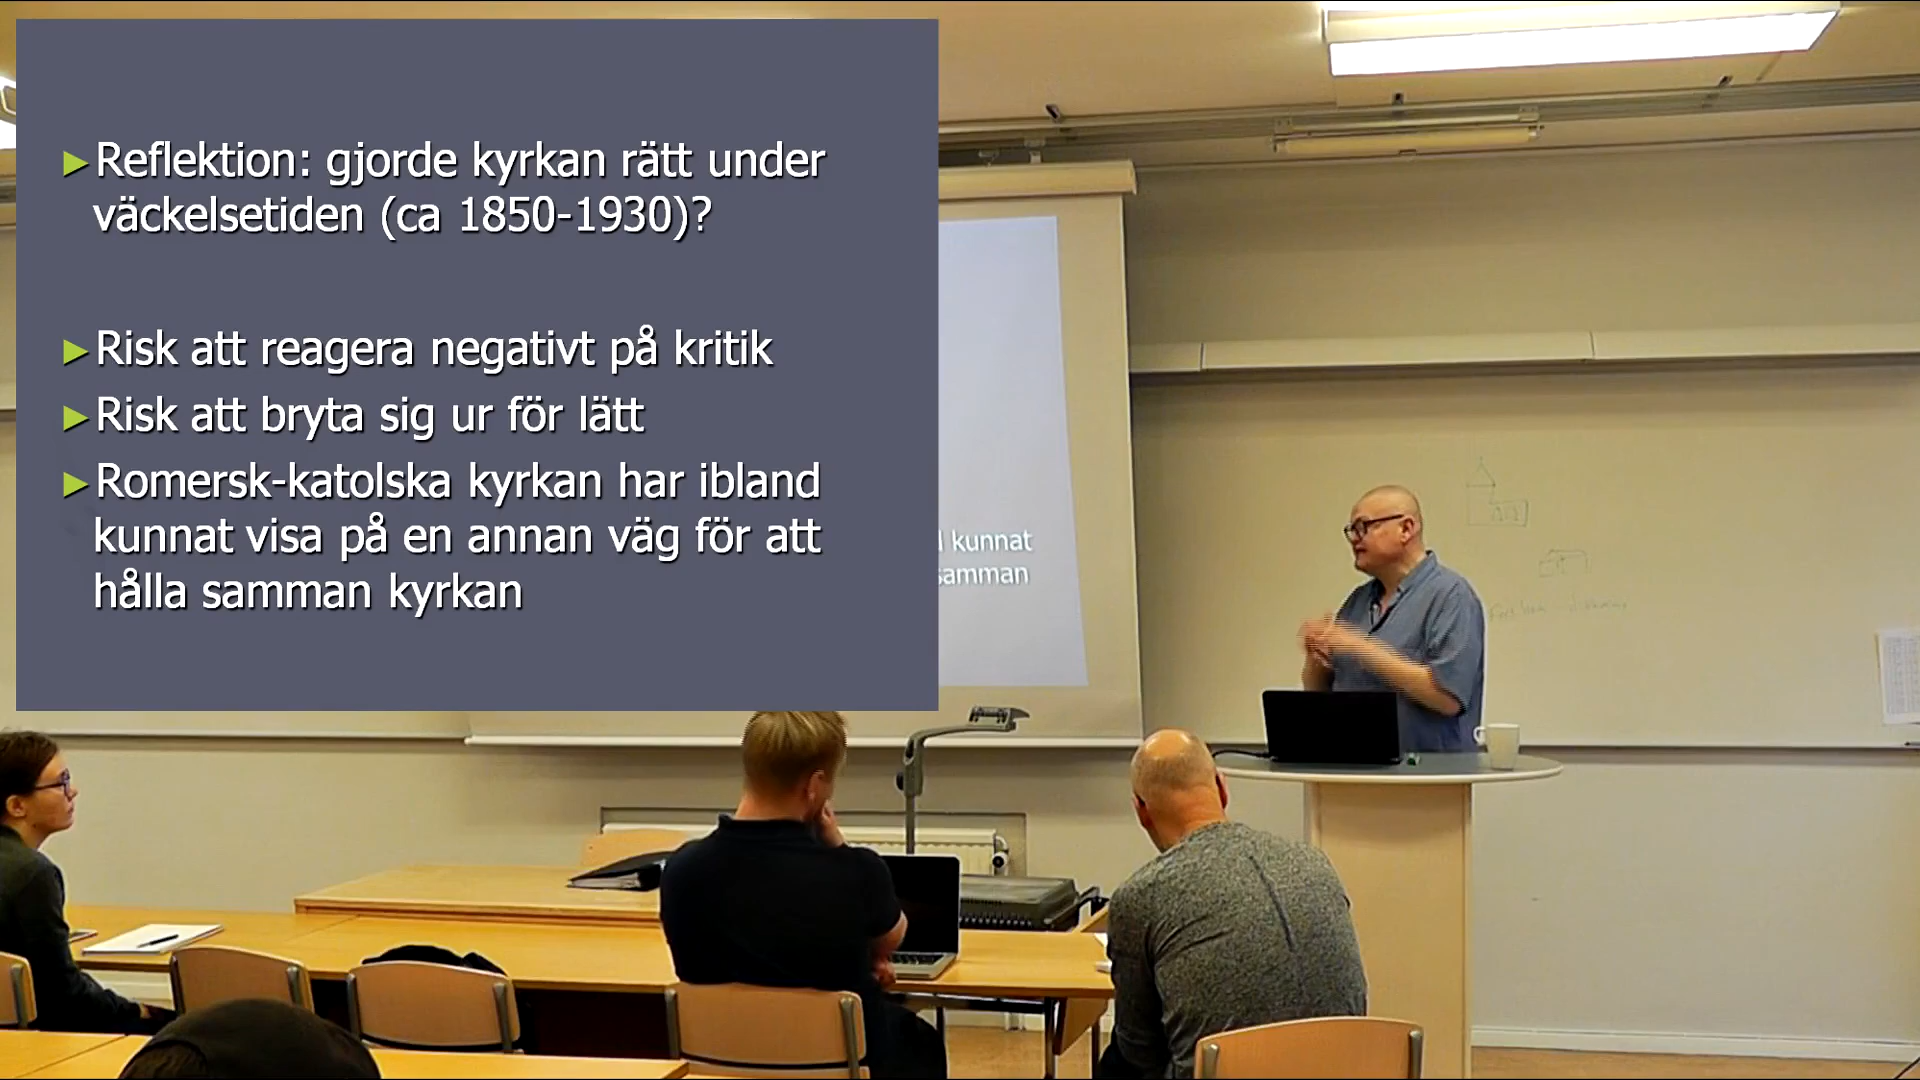 ►Reflektion: gjorde kyrkan rätt under
väckelsetiden (ca 1850-1930)?
►Risk att reagera negativt på kritik
►Risk att bryta sig ur för lätt
►Romersk-katolska kyrkan har ibland
kunnat visa på en annan väg för att
hålla samman kyrkan
kunnat
samman